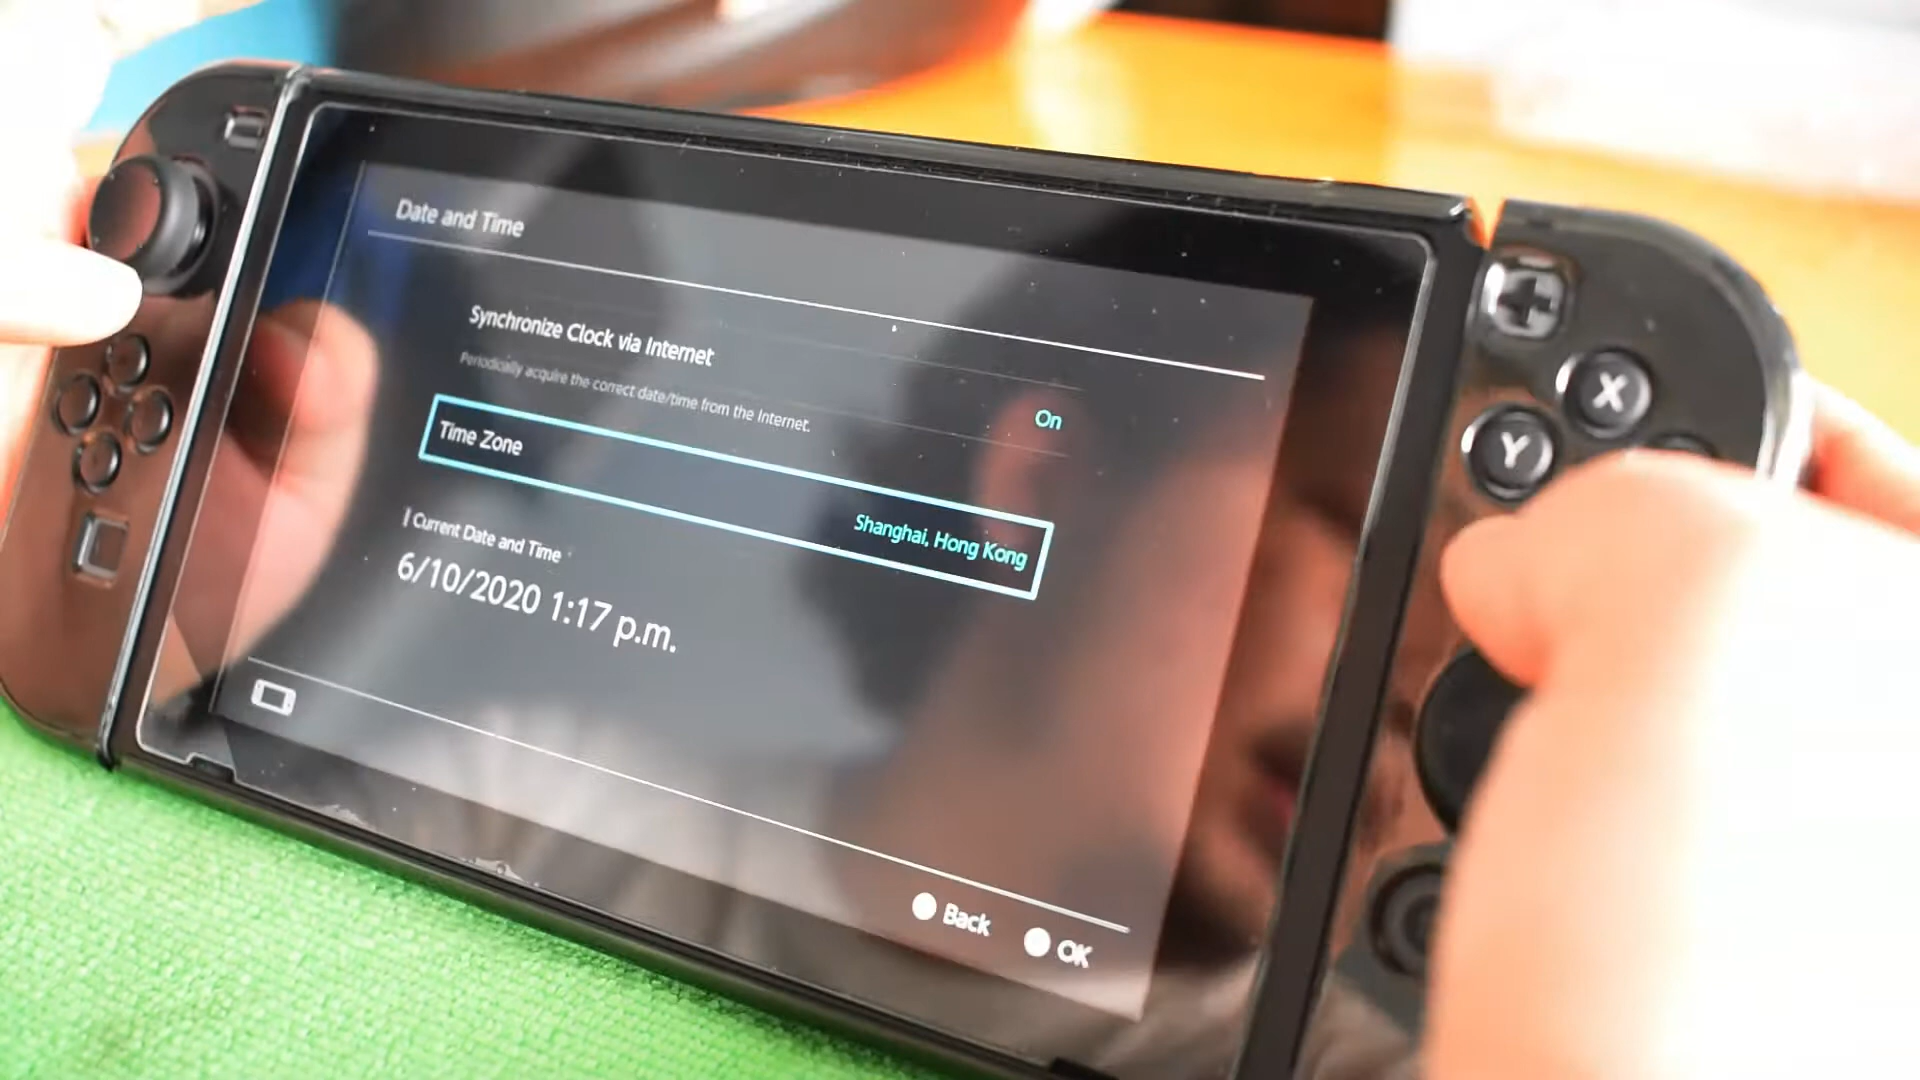 Date and Time
Synchronize Clock via Internet
On
Periodically acquire the correct date/time from the Internet.
Time Zone
Shanghai, Hong Kong
Current Date and Time
6/10/2020 1:17 p.m.
Back
OK
X
Y